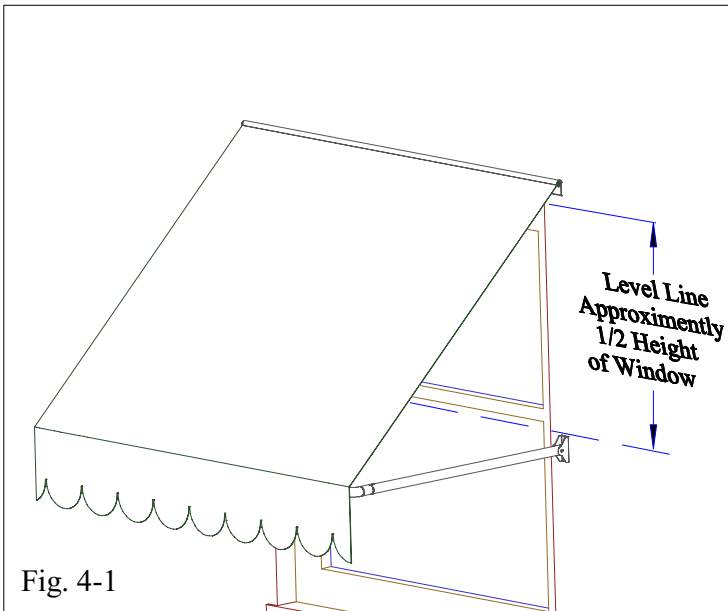 Level Line
Approximently
1/2 Height
of Window
Fig. 4-1